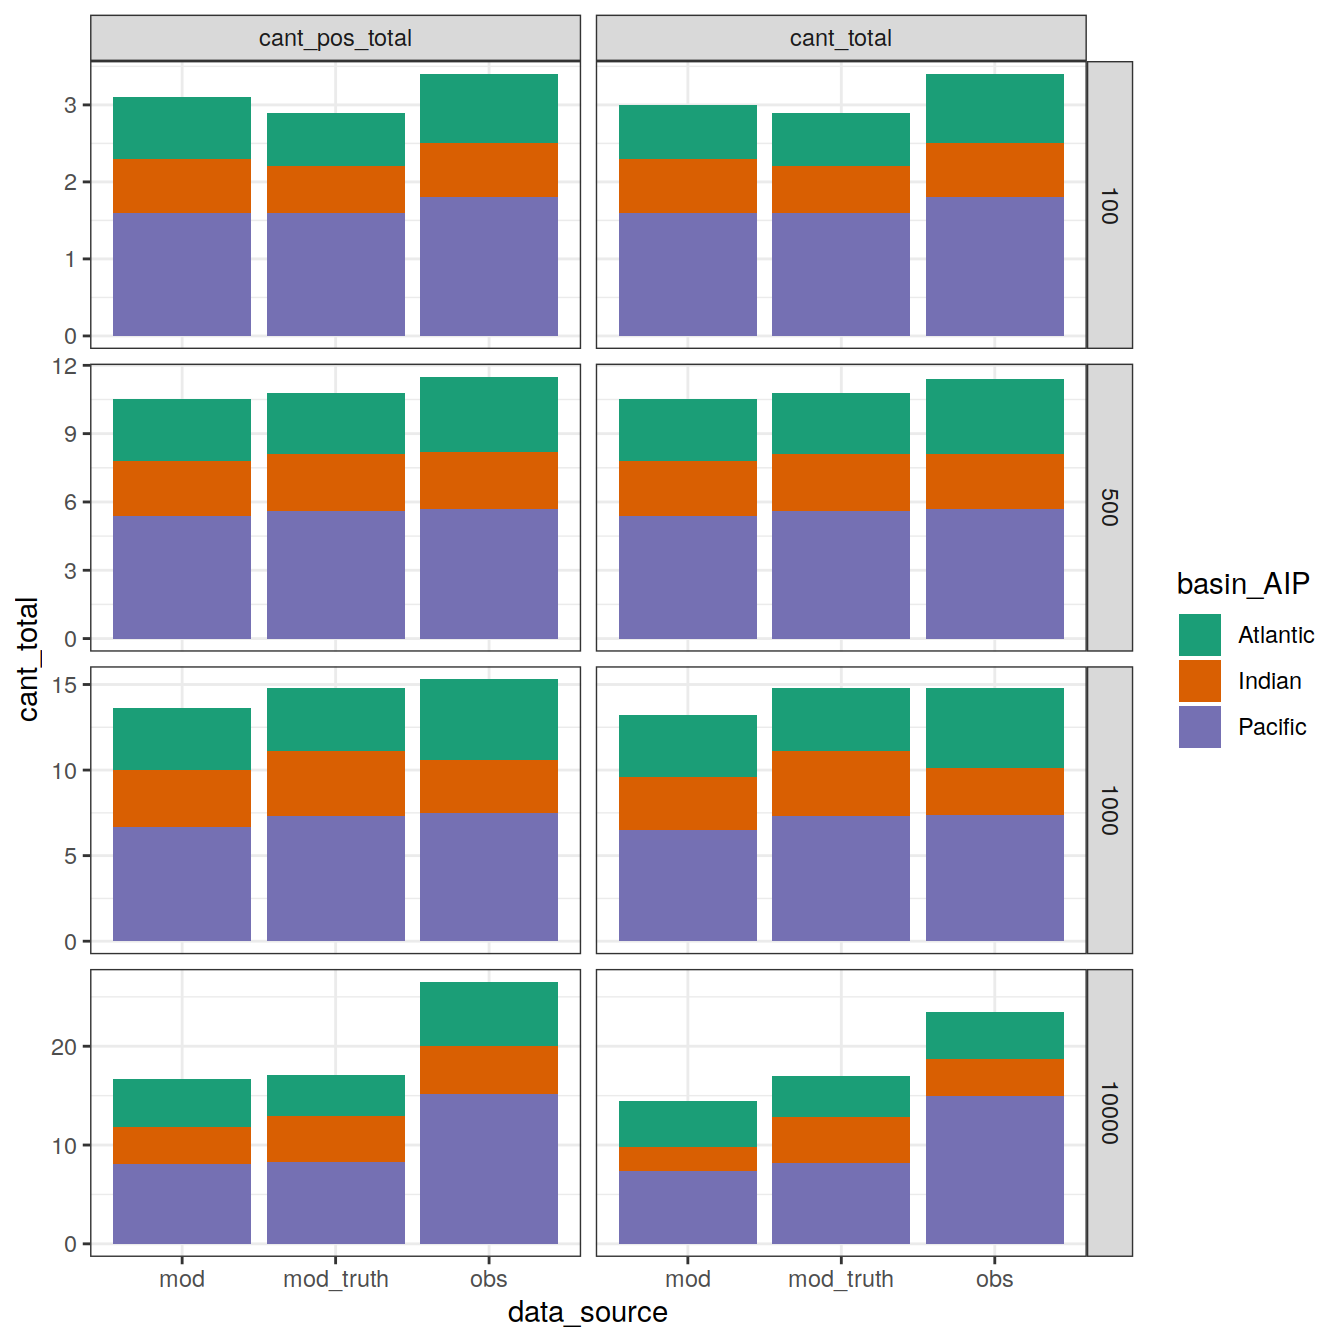 cant_pos_total
cant_total
3
2
1
0
100
12
9
6
3
0
500
15
10
5
0
1000
20
10
0
10000
cant_total
mod
mod_truth
obs
mod
mod_truth
obs
data_source
basin_AIP
Atlantic
Indian
Pacific